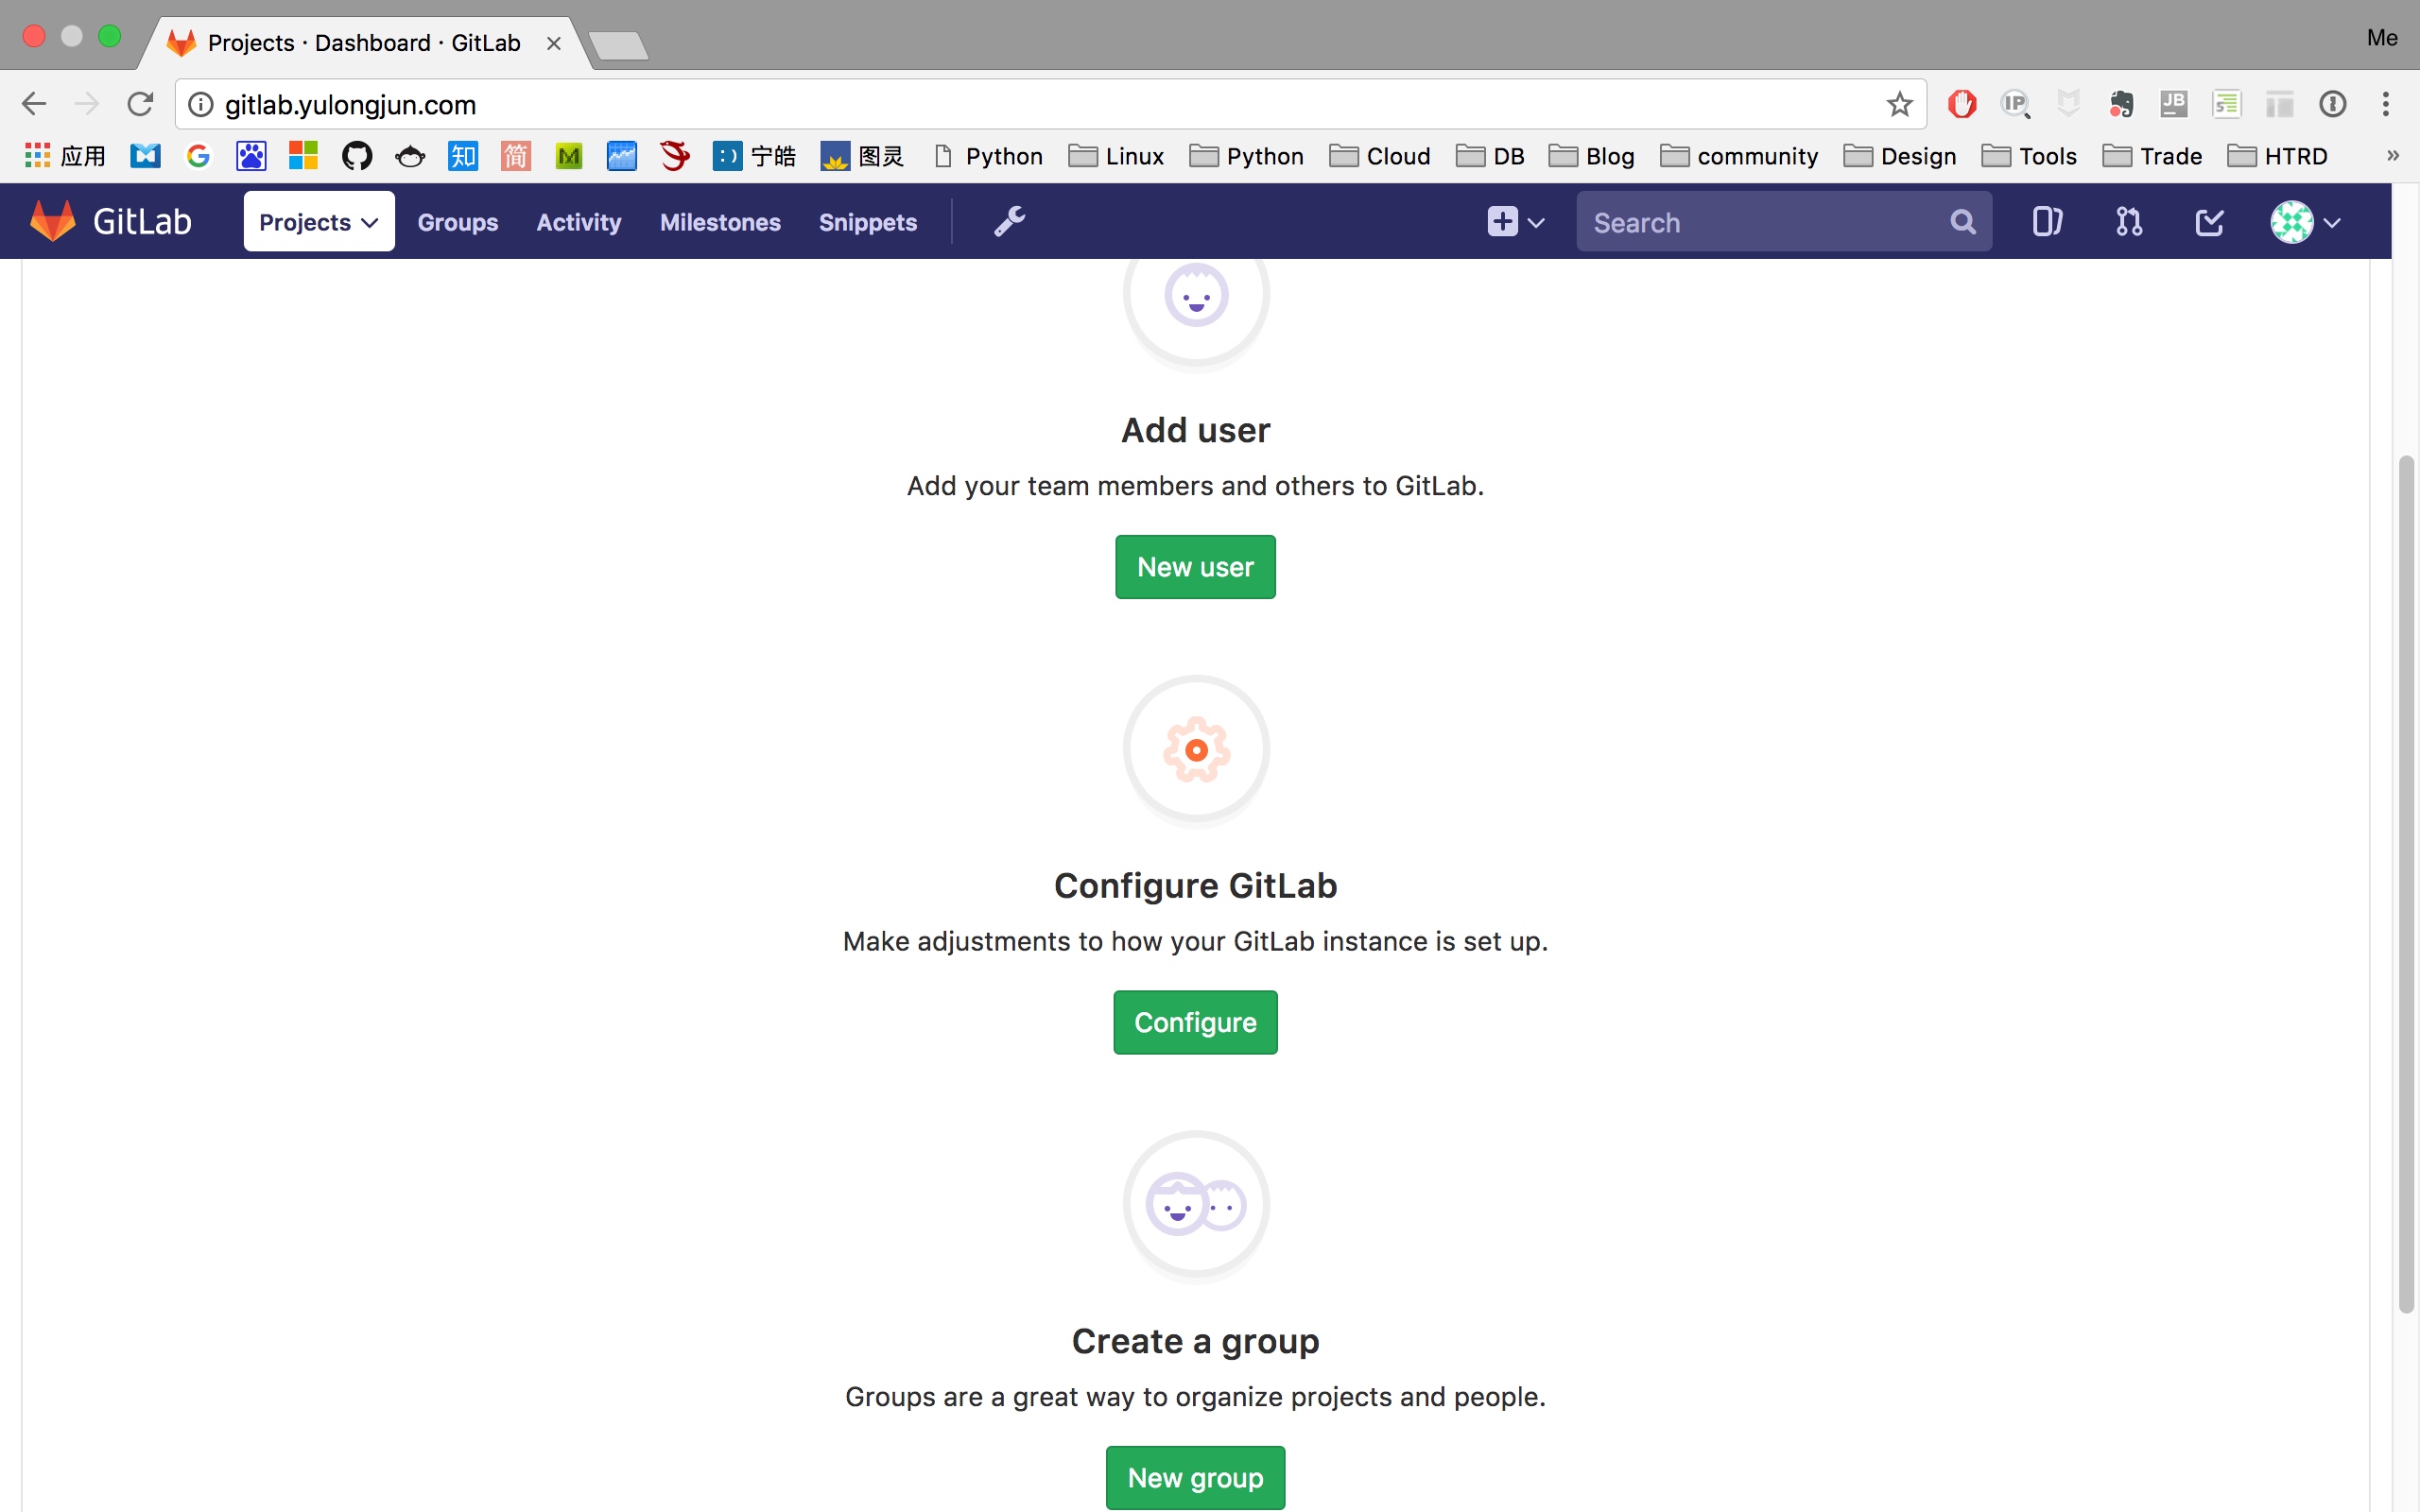 Projects · Dashboard · GitLab
Me
gitlab.yulongjun.com
应用 知 简 M :) 宁皓 图灵 Python Linux Python Cloud DB Blog community Design Tools Trade HTRD »
GitLab Projects Groups Activity Milestones Snippets Search
Add user
Add your team members and others to GitLab.
New user
Configure GitLab
Make adjustments to how your GitLab instance is set up.
Configure
Create a group
Groups are a great way to organize projects and people.
New group